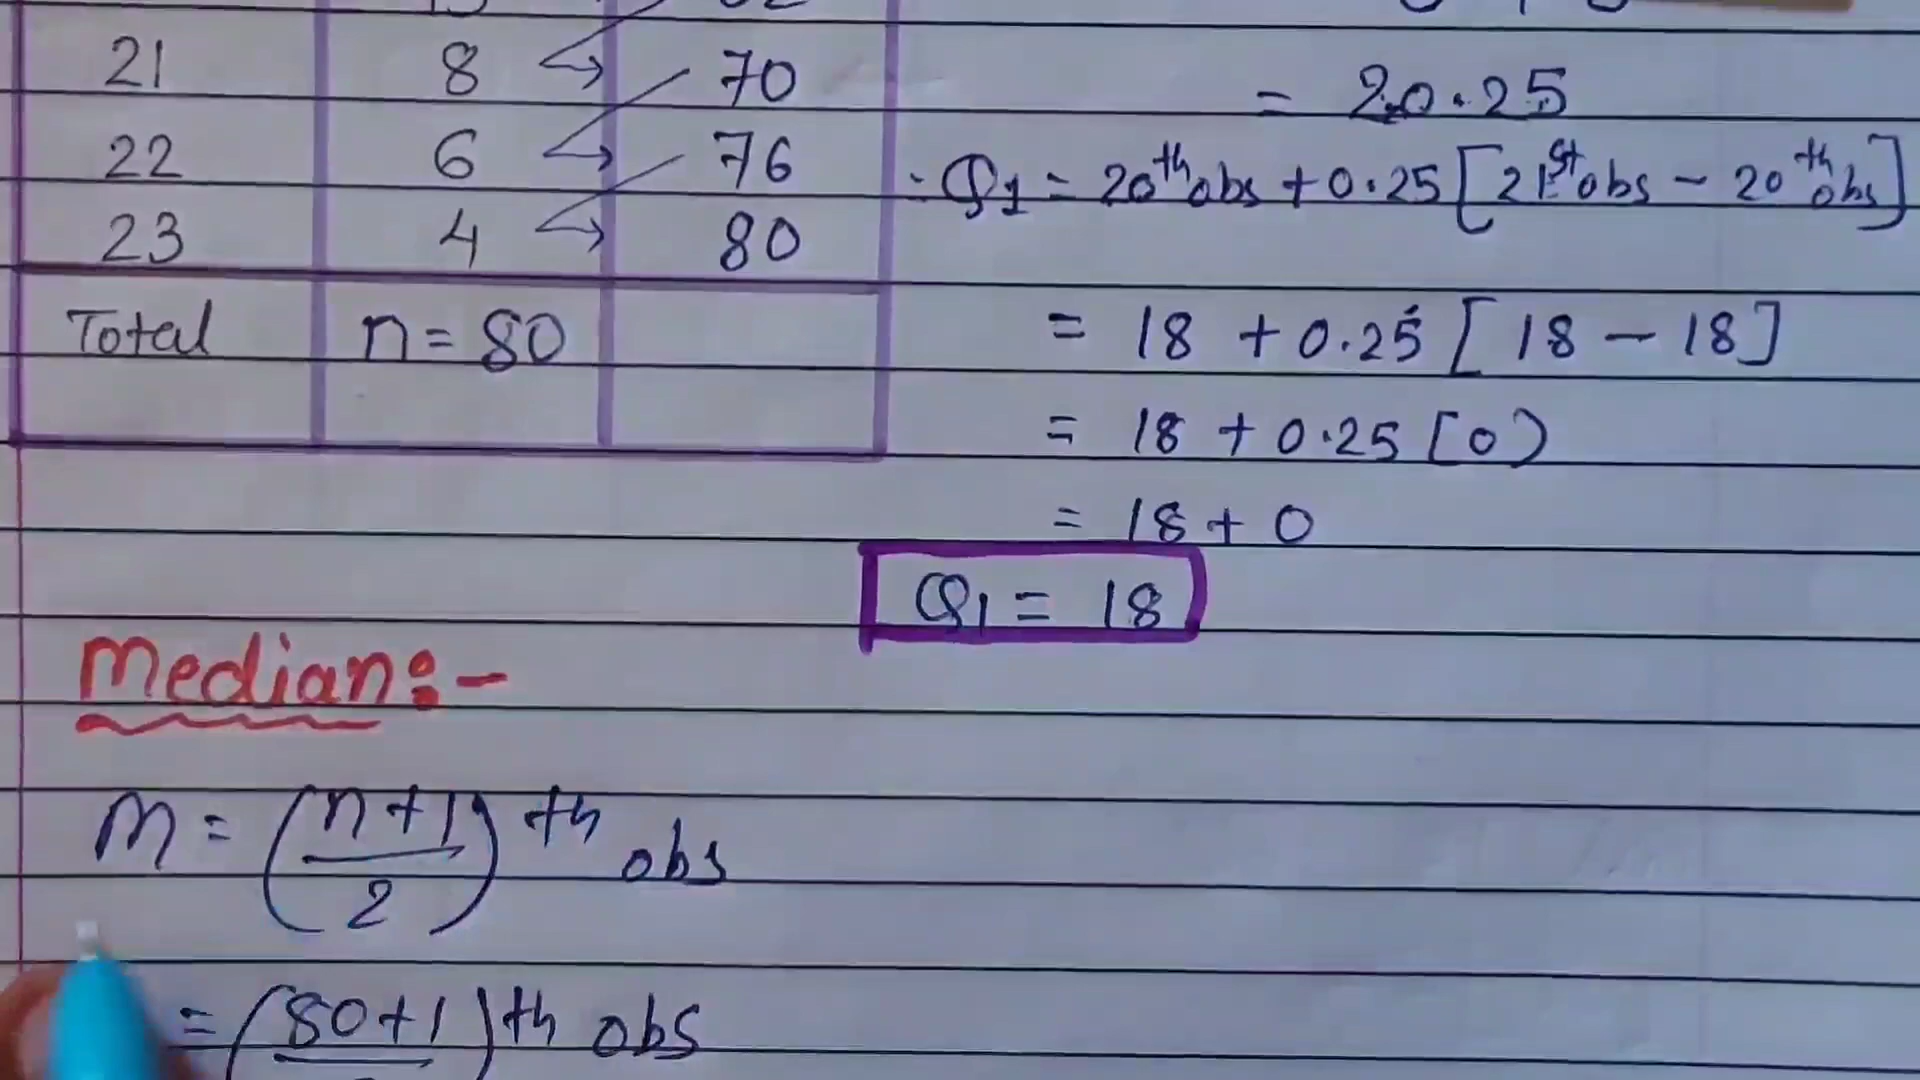 21 8 70
22 6 76
23 4 80
Total n = 80
= 20.25
Q1 = 20th obs + 0.25 [21st obs - 20th obs]
= 18 + 0.25 [18 - 18]
= 18 + 0.25 [0)
= 18 + 0
Q1 = 18
Median:-
M = (n+1/2)th obs
= (80+1)th obs